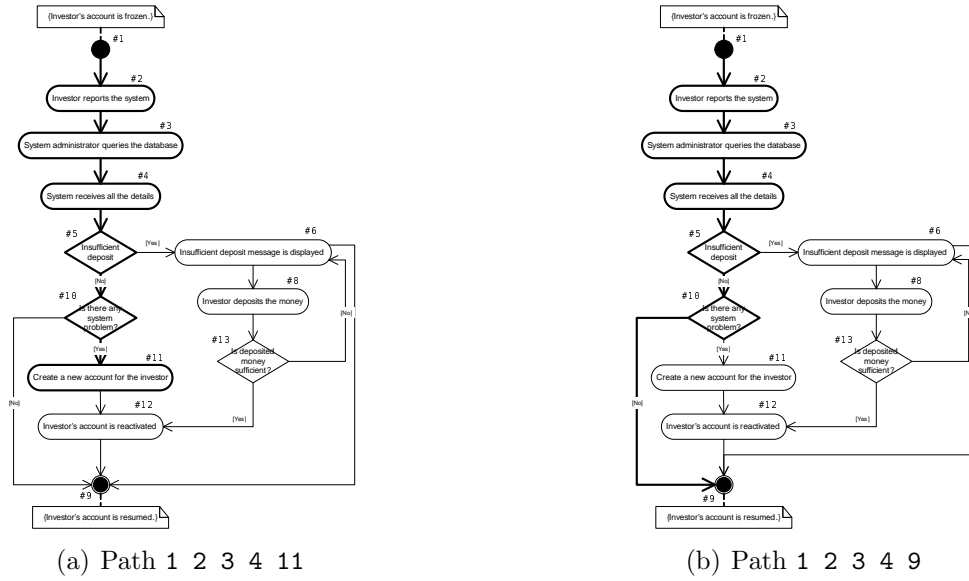 {Investor's account is frozen.}
#1
#2
Investor reports the system
#3
System administrator queries the database
#4
System receives all the details
#5
Insufficient
deposit
[Yes]
#6
Insufficient deposit message is displayed
[No]
#8
Investor deposits the money
#10
Is there any
system
problem?
[No]
#13
Is deposited
money
sufficient?
[Yes]
#11
Create a new account for the investor
[No]
#12
[Yes]
Investor's account is reactivated
#9
{Investor's account is resumed.}
(a) Path 1 2 3 4 11
{Investor's account is frozen.}
#1
#2
Investor reports the system
#3
System administrator queries the database
#4
System receives all the details
#5
Insufficient
deposit
[Yes]
#6
Insufficient deposit message is displayed
[No]
#8
Investor deposits the money
#10
Is there any
system
problem?
[No]
#13
Is deposited
money
sufficient?
[Yes]
#11
Create a new account for the investor
[No]
#12
[Yes]
Investor's account is reactivated
#9
{Investor's account is resumed.}
(b) Path 1 2 3 4 9